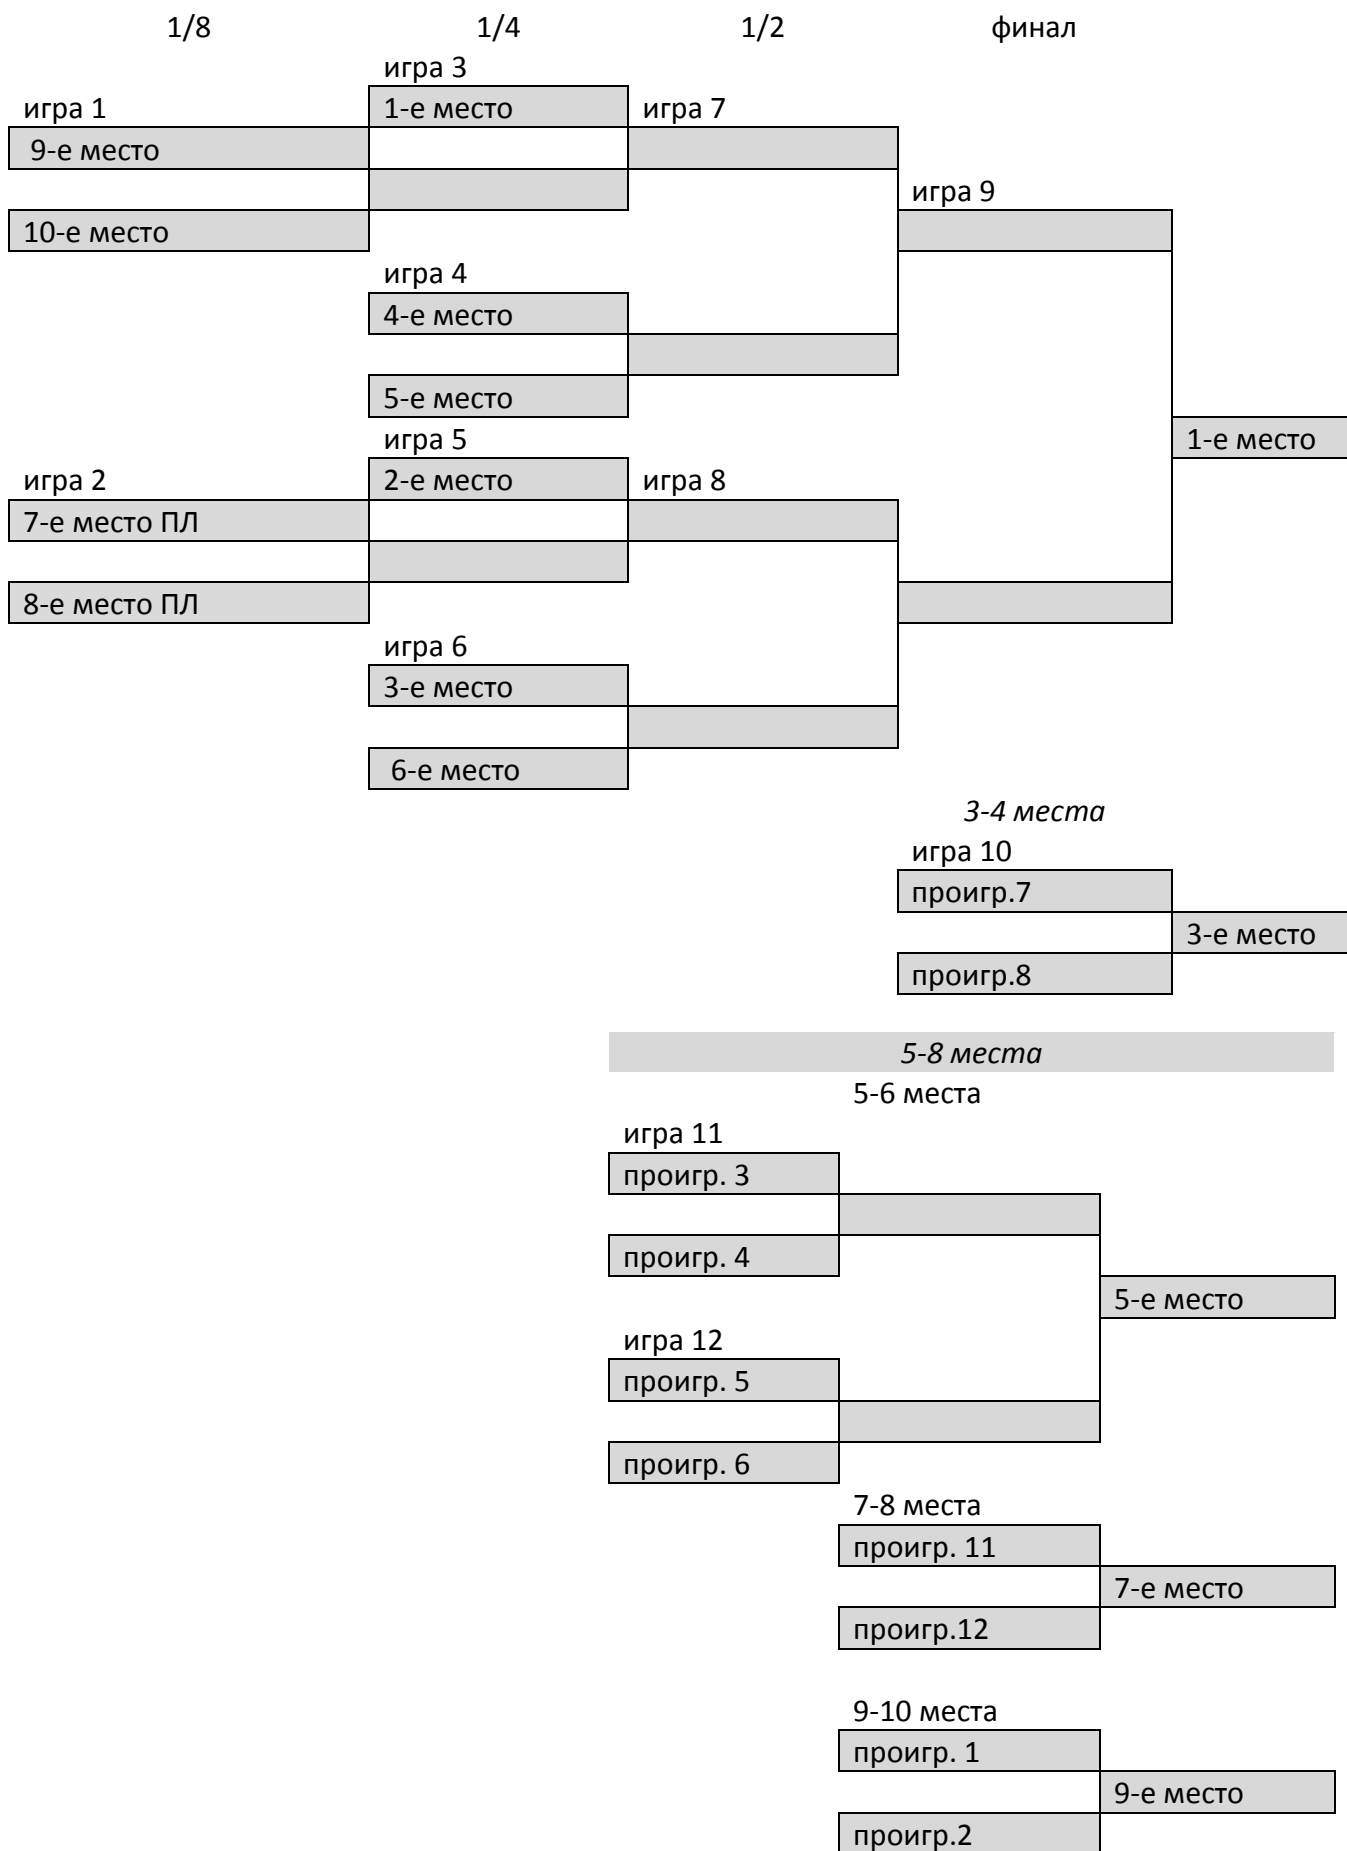 1/8 1/4 1/2 финал
игра 3
игра 1 1-е место игра 7
9-е место
игра 9
10-е место
игра 4
4-е место
5-е место
игра 5 1-е место
игра 2 2-е место игра 8
7-е место ПЛ
8-е место ПЛ
игра 6
3-е место
6-е место
3-4 места
игра 10
проигр.7
3-е место
проигр.8
5-8 места
5-6 места
игра 11
проигр. 3
проигр. 4
5-е место
игра 12
проигр. 5
проигр. 6
7-8 места
проигр. 11
7-е место
проигр.12
9-10 места
проигр. 1
9-е место
проигр.2